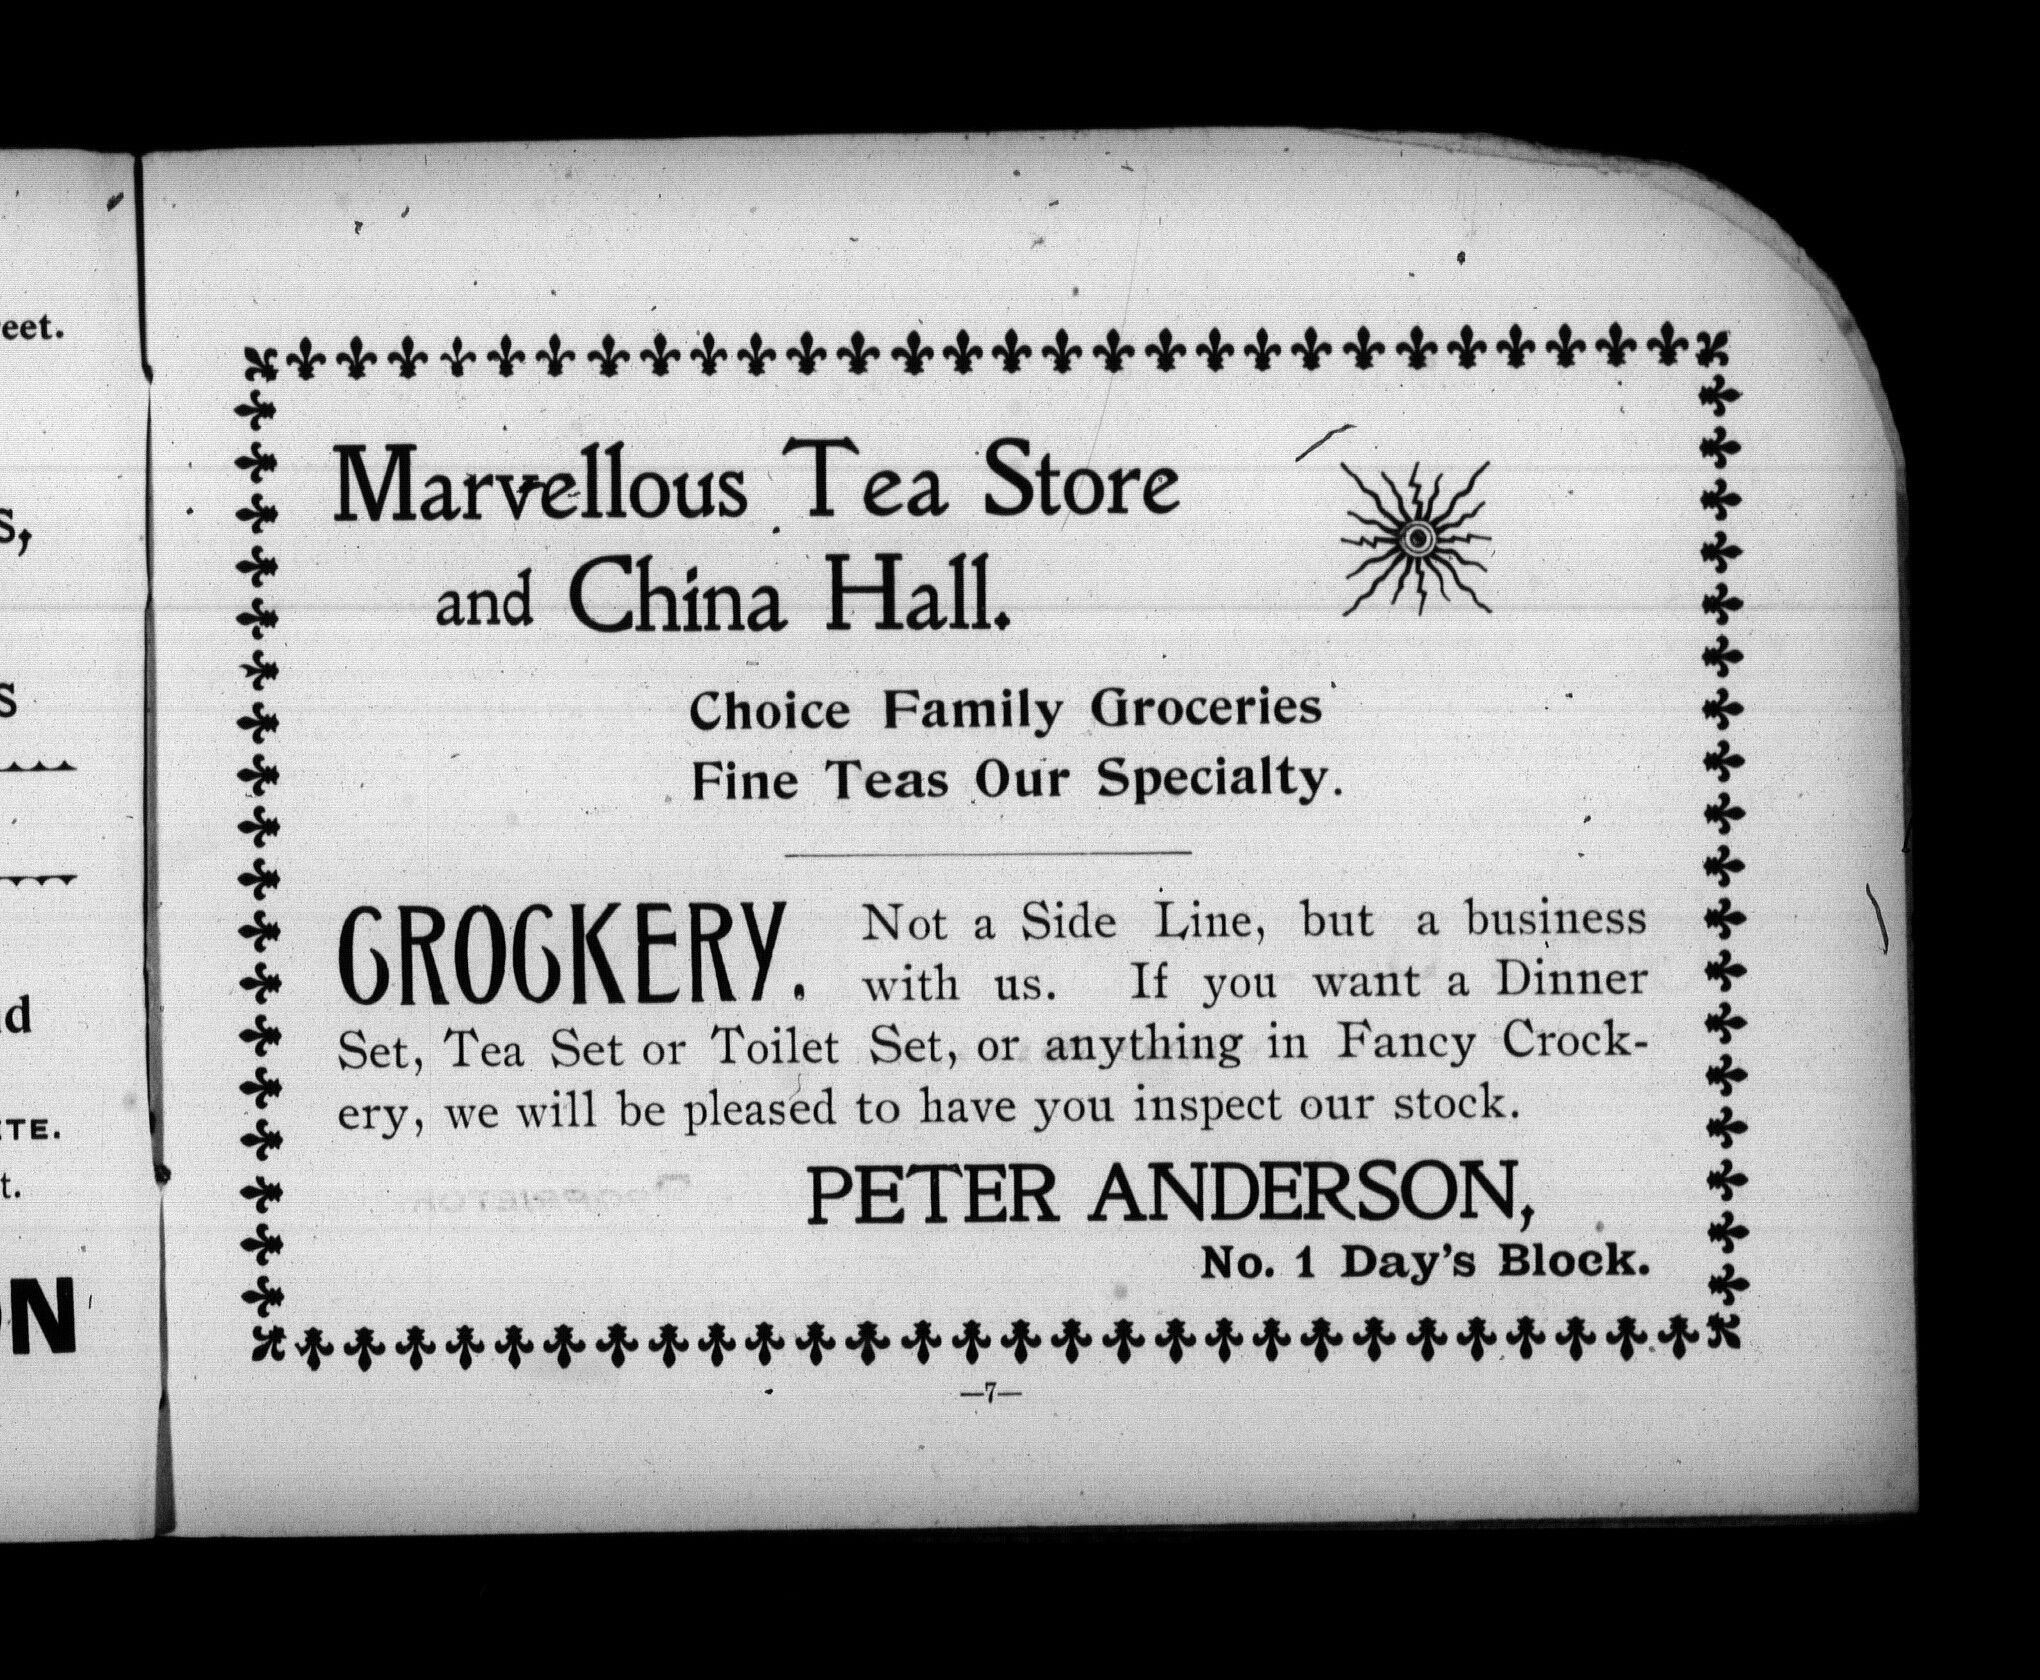 eet.
s,
s
d
TE.
t.
ON
Marvellous Tea Store
and China Hall.
Choice Family Groceries
Fine Teas Our Specialty.
CROCKERY. Not a Side Line, but a business
with us. If you want a Dinner
Set, Tea Set or Toilet Set, or anything in Fancy Crock-
ery, we will be pleased to have you inspect our stock.
PETER ANDERSON,
No. 1 Day's Block.
—7—